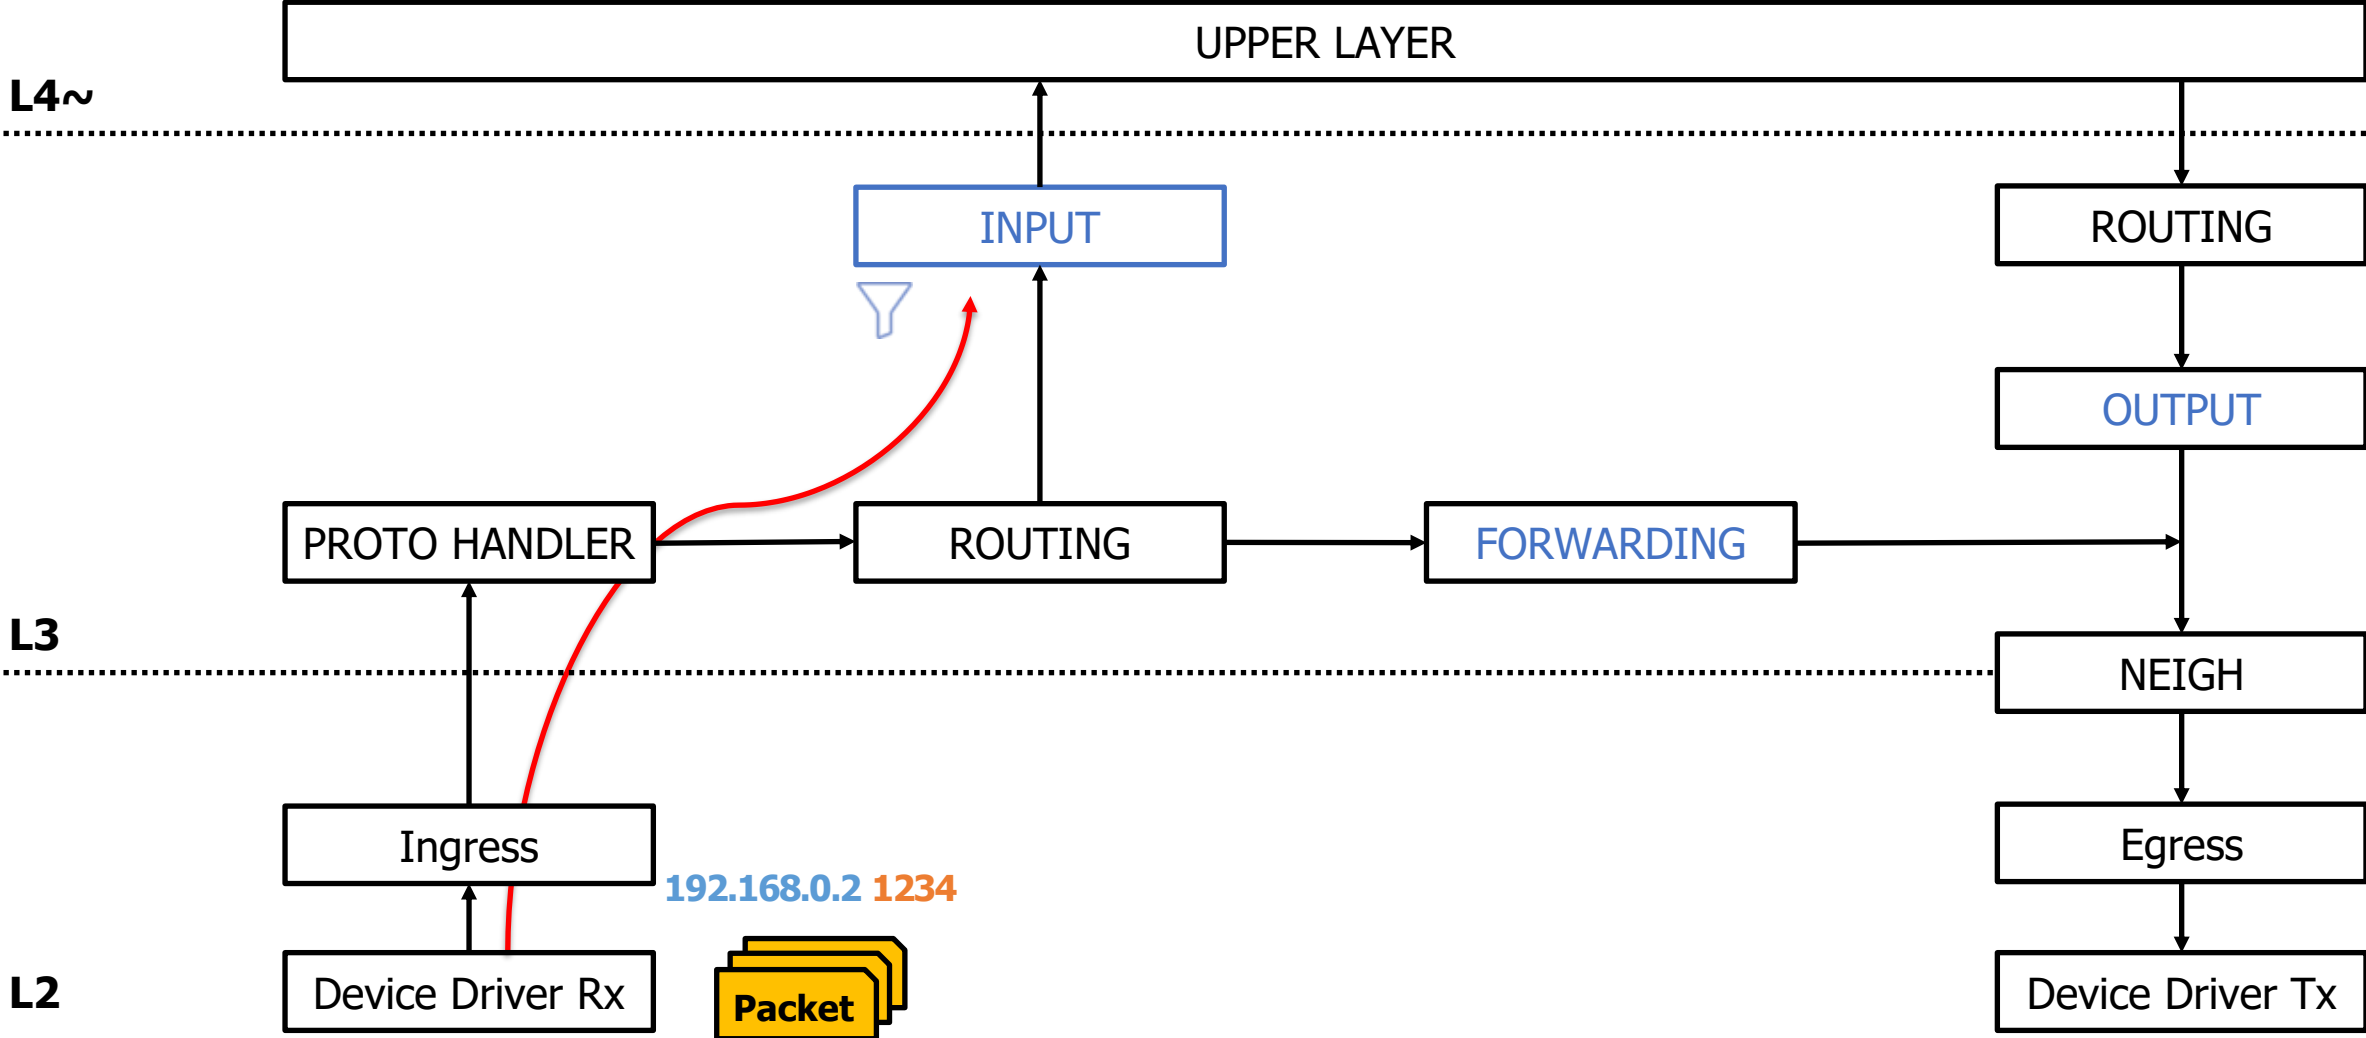 UPPER LAYER
L4~
INPUT
ROUTING
OUTPUT
PROTO HANDLER
ROUTING
FORWARDING
L3
NEIGH
Ingress
Egress
192.168.0.2 1234
L2
Device Driver Rx
Packet
Device Driver Tx